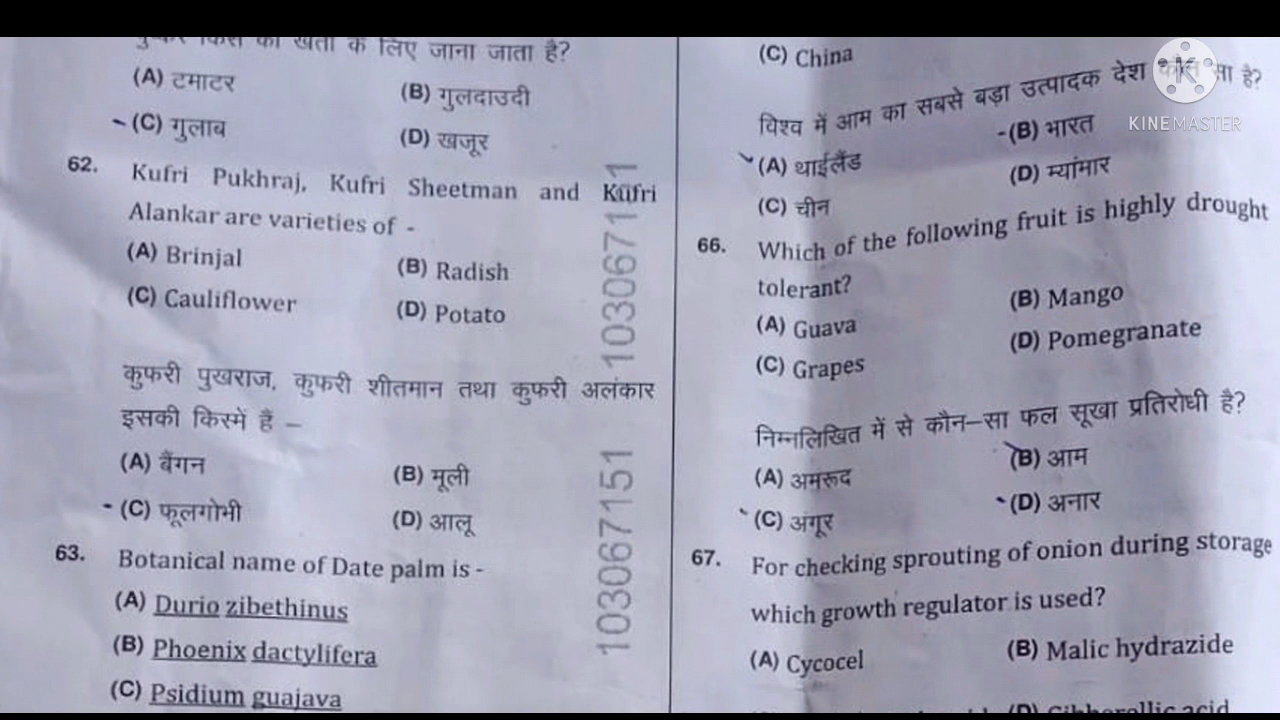 पुष्कर किस की खेती के लिए जाना जाता है?
(A) टमाटर
(B) गुलदाउदी
(C) गुलाब
(D) खजूर
62. Kufri Pukhraj, Kufri Sheetman and Kufri
Alankar are varieties of -
(A) Brinjal
(B) Radish
(C) Cauliflower
(D) Potato
कुफरी पुखराज, कुफरी शीतमान तथा कुफरी अलंकार
इसकी किस्में हैं –
(A) बैंगन
(B) मूली
(C) फूलगोभी
(D) आलू
63. Botanical name of Date palm is -
(A) Durio zibethinus
(B) Phoenix dactylifera
(C) Psidium guajava
103067151 103067151
(C) China
विश्व में आम का सबसे बड़ा उत्पादक देश कौन सा है?
(A) थाईलैंड
(B) भारत
(C) चीन
(D) म्यांमार
66. Which of the following fruit is highly drought
tolerant?
(A) Guava
(B) Mango
(C) Grapes
(D) Pomegranate
निम्नलिखित में से कौन–सा फल सूखा प्रतिरोधी है?
(A) अमरूद
(B) आम
(C) अंगूर
(D) अनार
67. For checking sprouting of onion during storage
which growth regulator is used?
(A) Cycocel
(B) Malic hydrazide
(D) Gibberellic acid
K
KINEMASTER